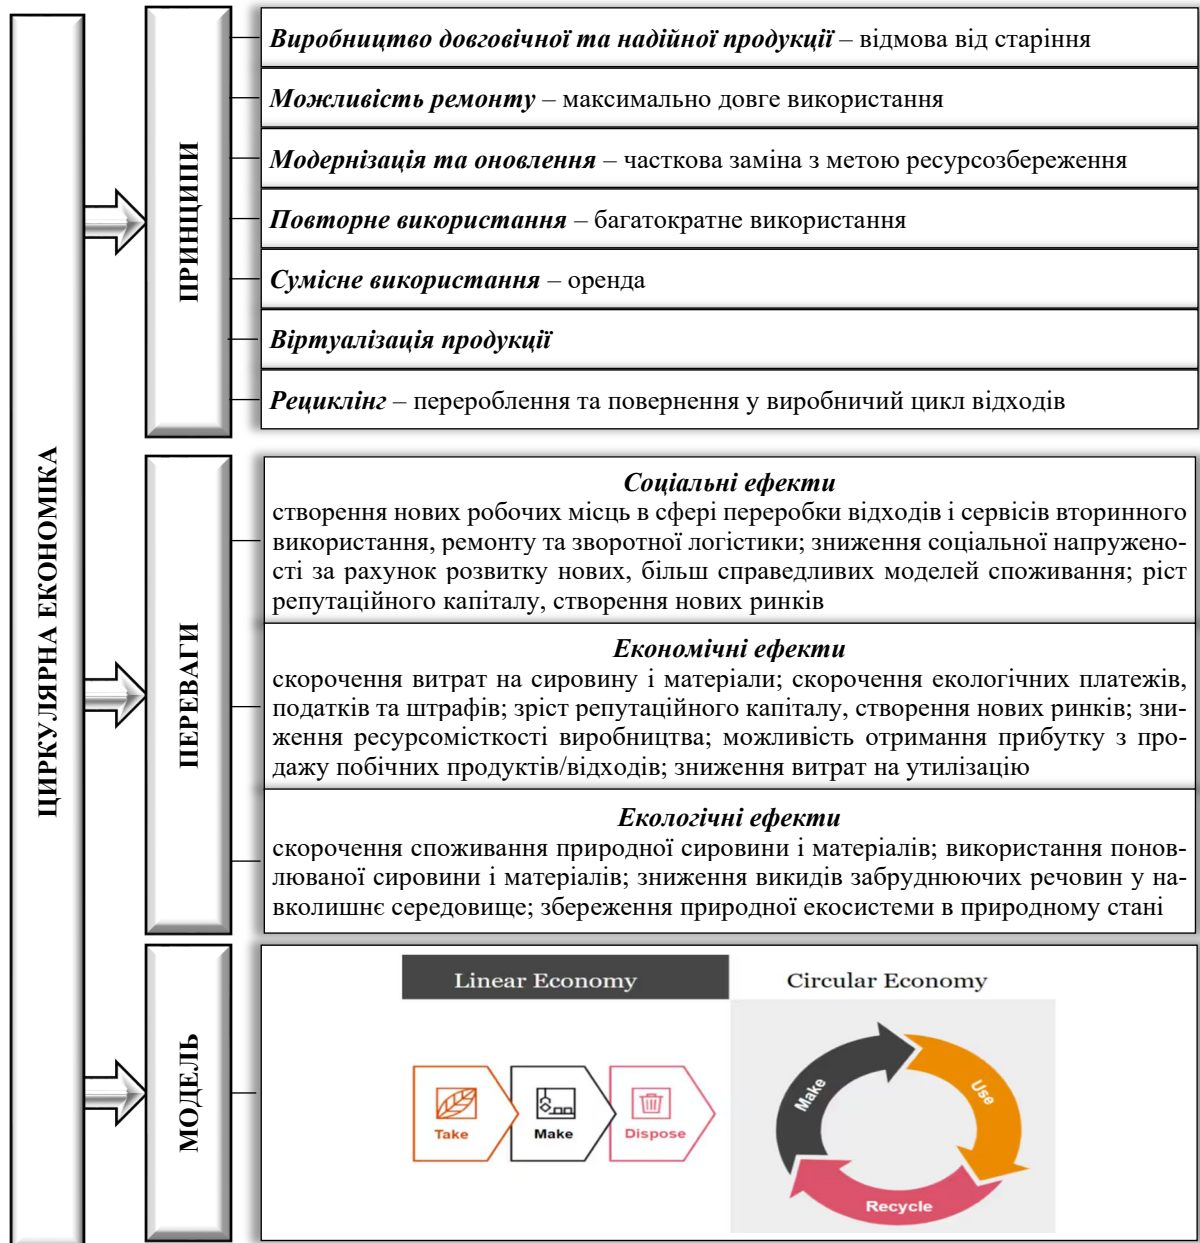 ЦИРКУЛЯРНА ЕКОНОМІКА
ПРИНЦИПИ
Виробництво довговічної та надійної продукції – відмова від старіння
Можливість ремонту – максимально довге використання
Модернізація та оновлення – часткова заміна з метою ресурсозбереження
Повторне використання – багатократне використання
Сумісне використання – оренда
Віртуалізація продукції
Рециклінг – перероблення та повернення у виробничий цикл відходів
ПЕРЕВАГИ
Соціальні ефекти
створення нових робочих місць в сфері переробки відходів і сервісів вторинного
використання, ремонту та зворотної логістики; зниження соціальної напружено-
сті за рахунок розвитку нових, більш справедливих моделей споживання; ріст
репутаційного капіталу, створення нових ринків
Економічні ефекти
скорочення витрат на сировину і матеріали; скорочення екологічних платежів,
податків та штрафів; зріст репутаційного капіталу, створення нових ринків; зни-
ження ресурсомісткості виробництва; можливість отримання прибутку з про-
дажу побічних продуктів/відходів; зниження витрат на утилізацію
Екологічні ефекти
скорочення споживання природної сировини і матеріалів; використання понов-
люваної сировини і матеріалів; зниження викидів забруднюючих речовин у на-
вколишнє середовище; збереження природної екосистеми в природному стані
МОДЕЛЬ
Linear Economy
Take
Make
Dispose
Circular Economy
Make
Use
Recycle